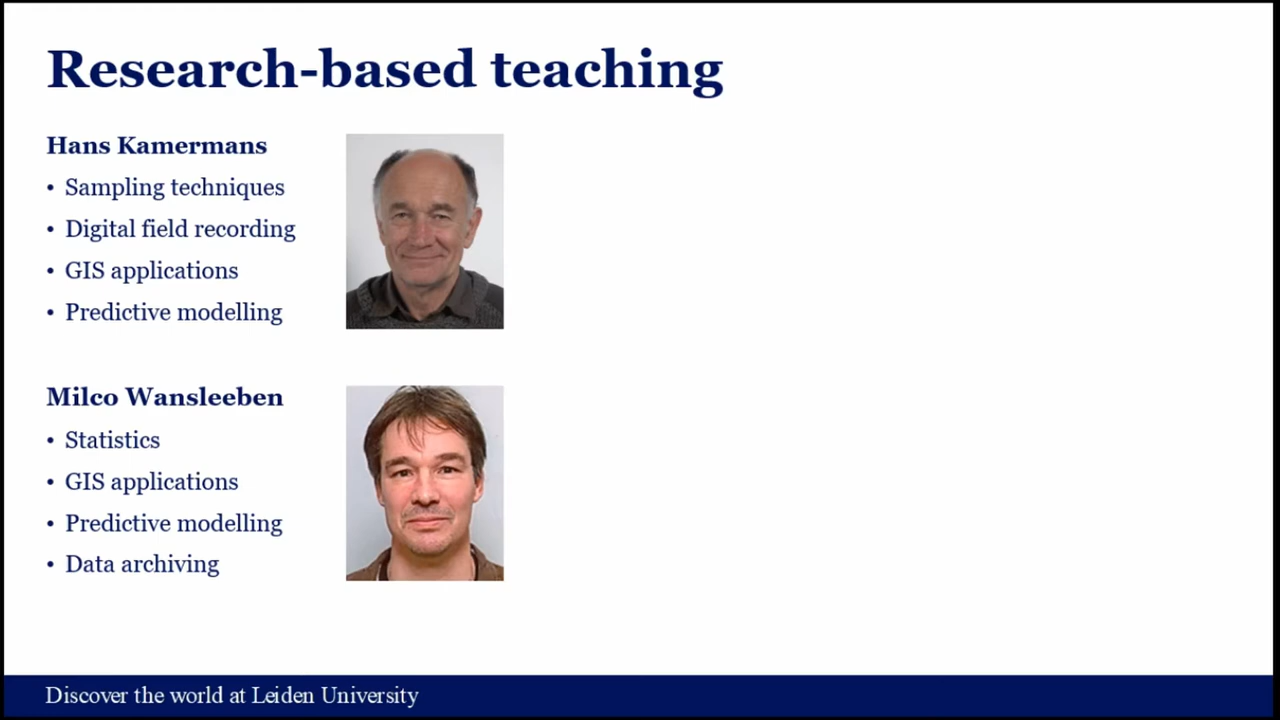 Research-based teaching
Hans Kamermans
• Sampling techniques
• Digital field recording
• GIS applications
• Predictive modelling
Milco Wansleeben
• Statistics
• GIS applications
• Predictive modelling
• Data archiving
Discover the world at Leiden University